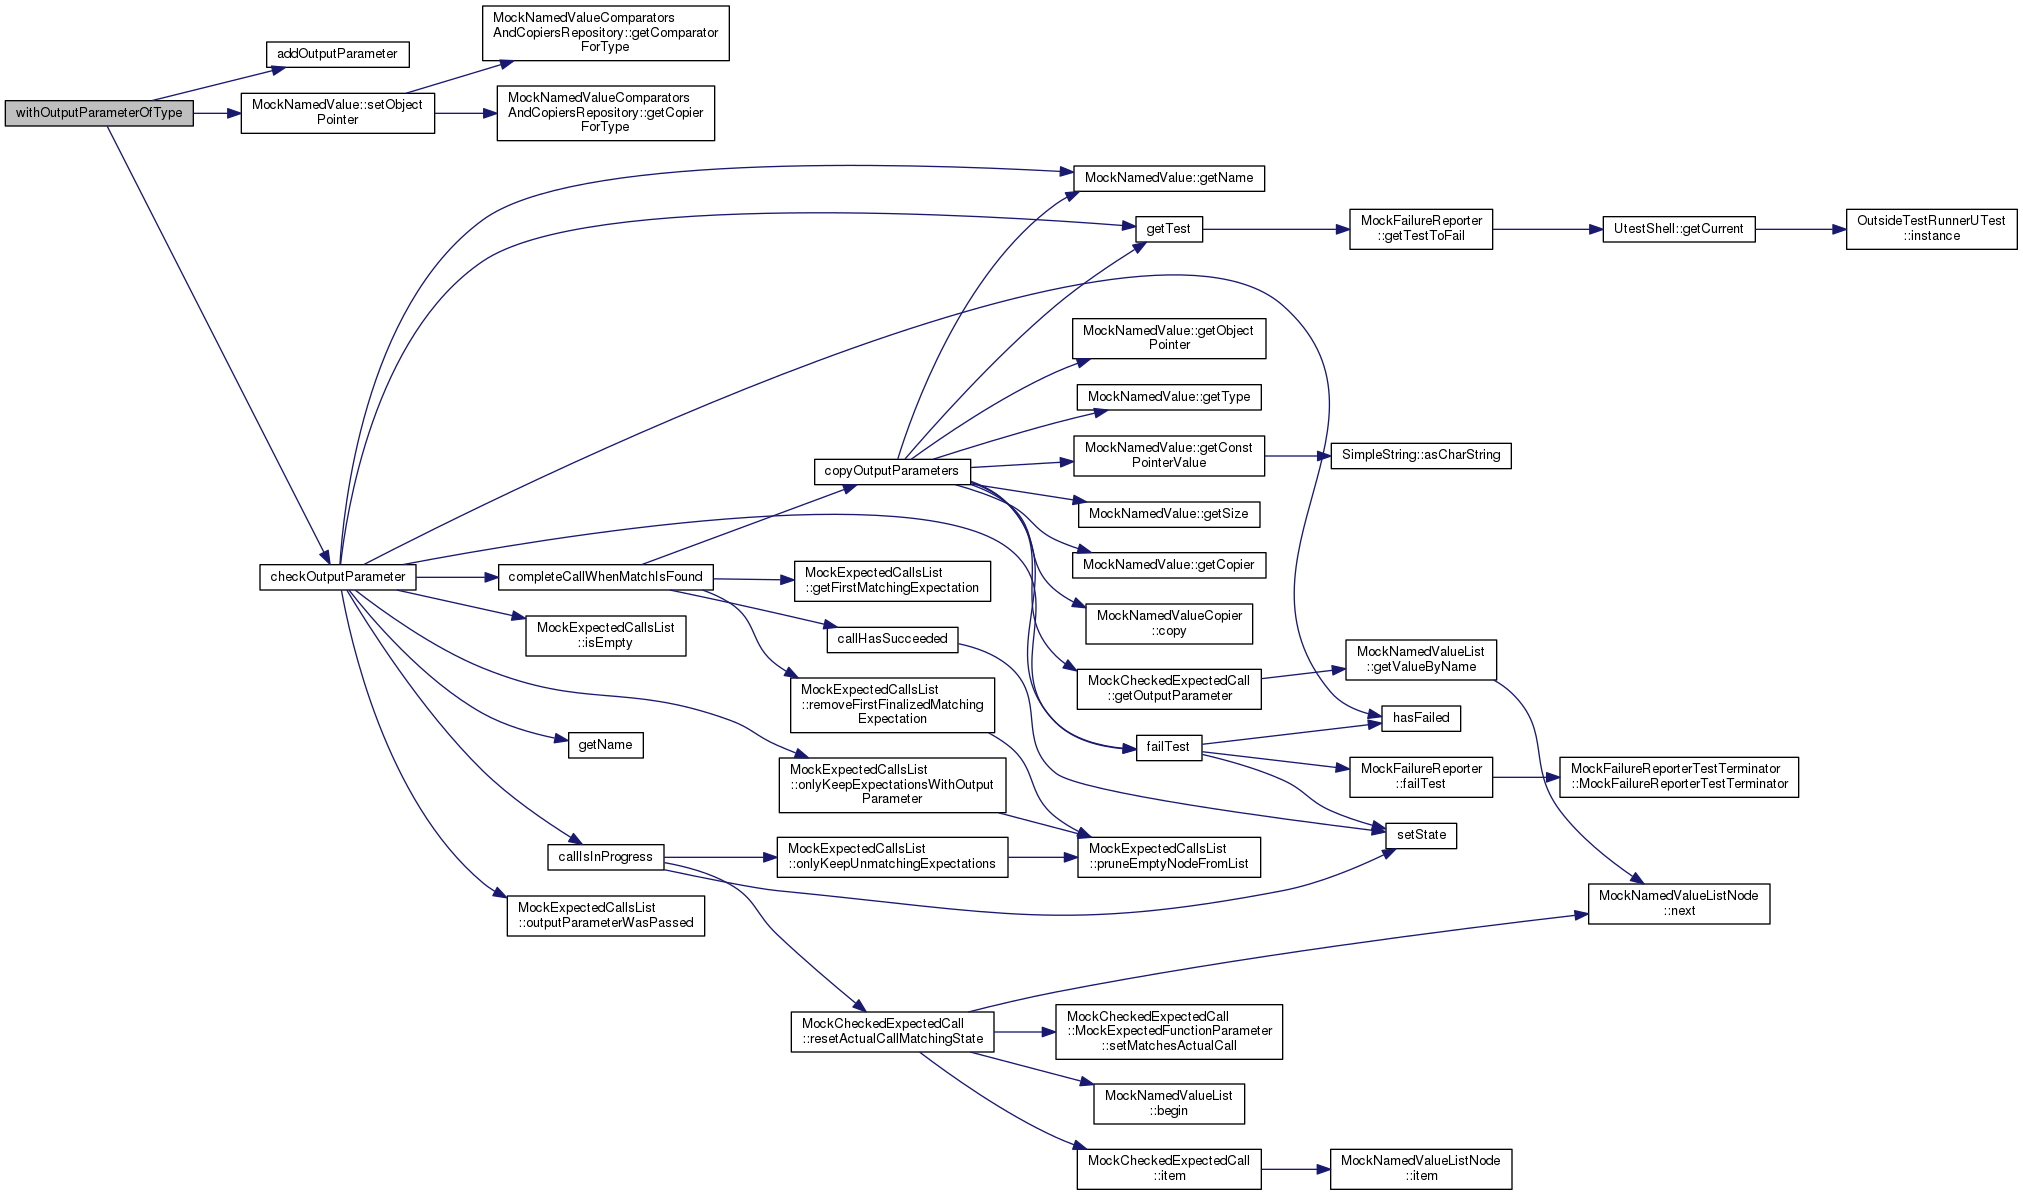 withOutputParameterOfType
addOutputParameter
MockNamedValue::setObject
Pointer
MockNamedValueComparators
AndCopiersRepository::getComparator
ForType
MockNamedValueComparators
AndCopiersRepository::getCopier
ForType
checkOutputParameter
MockNamedValue::getName
getTest
MockFailureReporter
::getTestToFail
UtestShell::getCurrent
OutsideTestRunnerUTest
::instance
MockNamedValue::getObject
Pointer
MockNamedValue::getType
copyOutputParameters
MockNamedValue::getConst
PointerValue
SimpleString::asCharString
MockNamedValue::getSize
MockNamedValue::getCopier
completeCallWhenMatchIsFound
MockExpectedCallsList
::getFirstMatchingExpectation
MockNamedValueCopier
::copy
MockExpectedCallsList
::isEmpty
callHasSucceeded
MockNamedValueList
::getValueByName
MockCheckedExpectedCall
::getOutputParameter
MockExpectedCallsList
::removeFirstFinalizedMatching
Expectation
hasFailed
getName
failTest
MockExpectedCallsList
::onlyKeepExpectationsWithOutput
Parameter
MockFailureReporter
::failTest
MockFailureReporterTestTerminator
::MockFailureReporterTestTerminator
setState
callIsInProgress
MockExpectedCallsList
::onlyKeepUnmatchingExpectations
MockExpectedCallsList
::pruneEmptyNodeFromList
MockExpectedCallsList
::outputParameterWasPassed
MockNamedValueListNode
::next
MockCheckedExpectedCall
::resetActualCallMatchingState
MockCheckedExpectedCall
::MockExpectedFunctionParameter
::setMatchesActualCall
MockNamedValueList
::begin
MockCheckedExpectedCall
::item
MockNamedValueListNode
::item